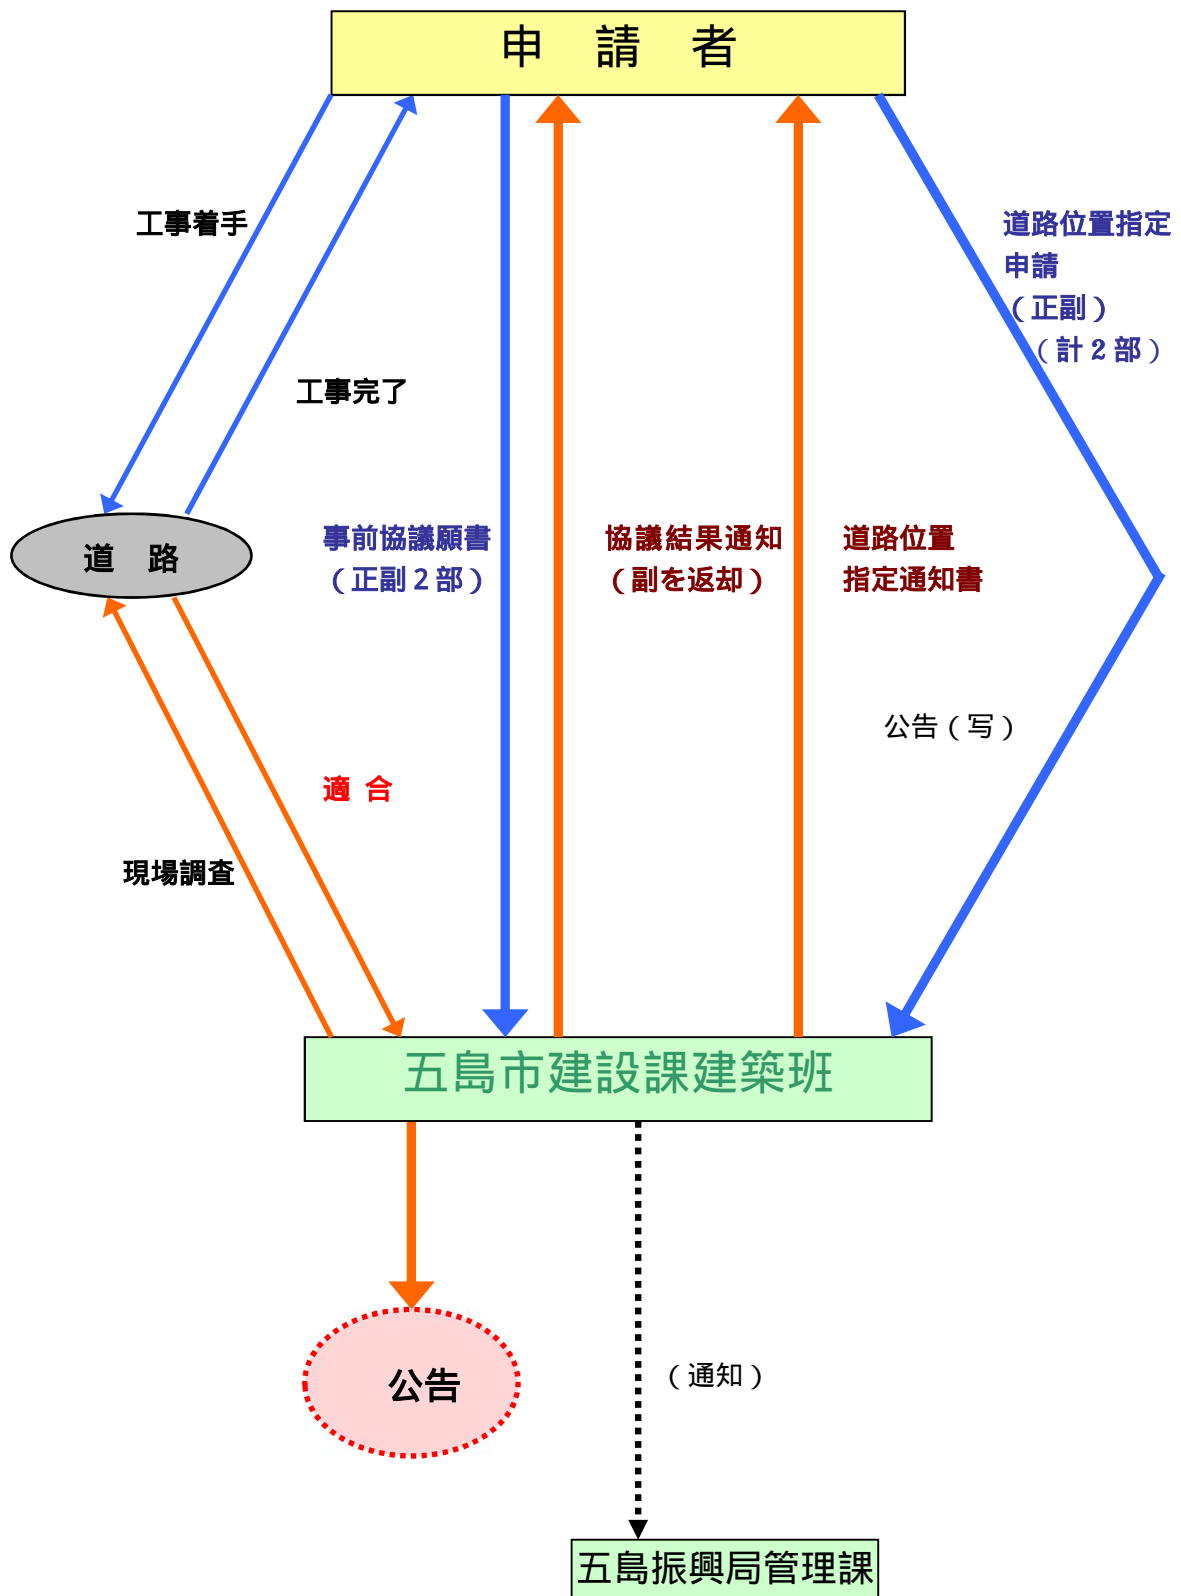 申　請　者
工事着手
道路位置指定
申請
（正副）
（計２部）
工事完了
道　路
事前協議願書
（正副２部）
協議結果通知
（副を返却）
道路位置
指定通知書
公告（写）
適 合
現場調査
五島市建設課建築班
公告
（通知）
五島振興局管理課